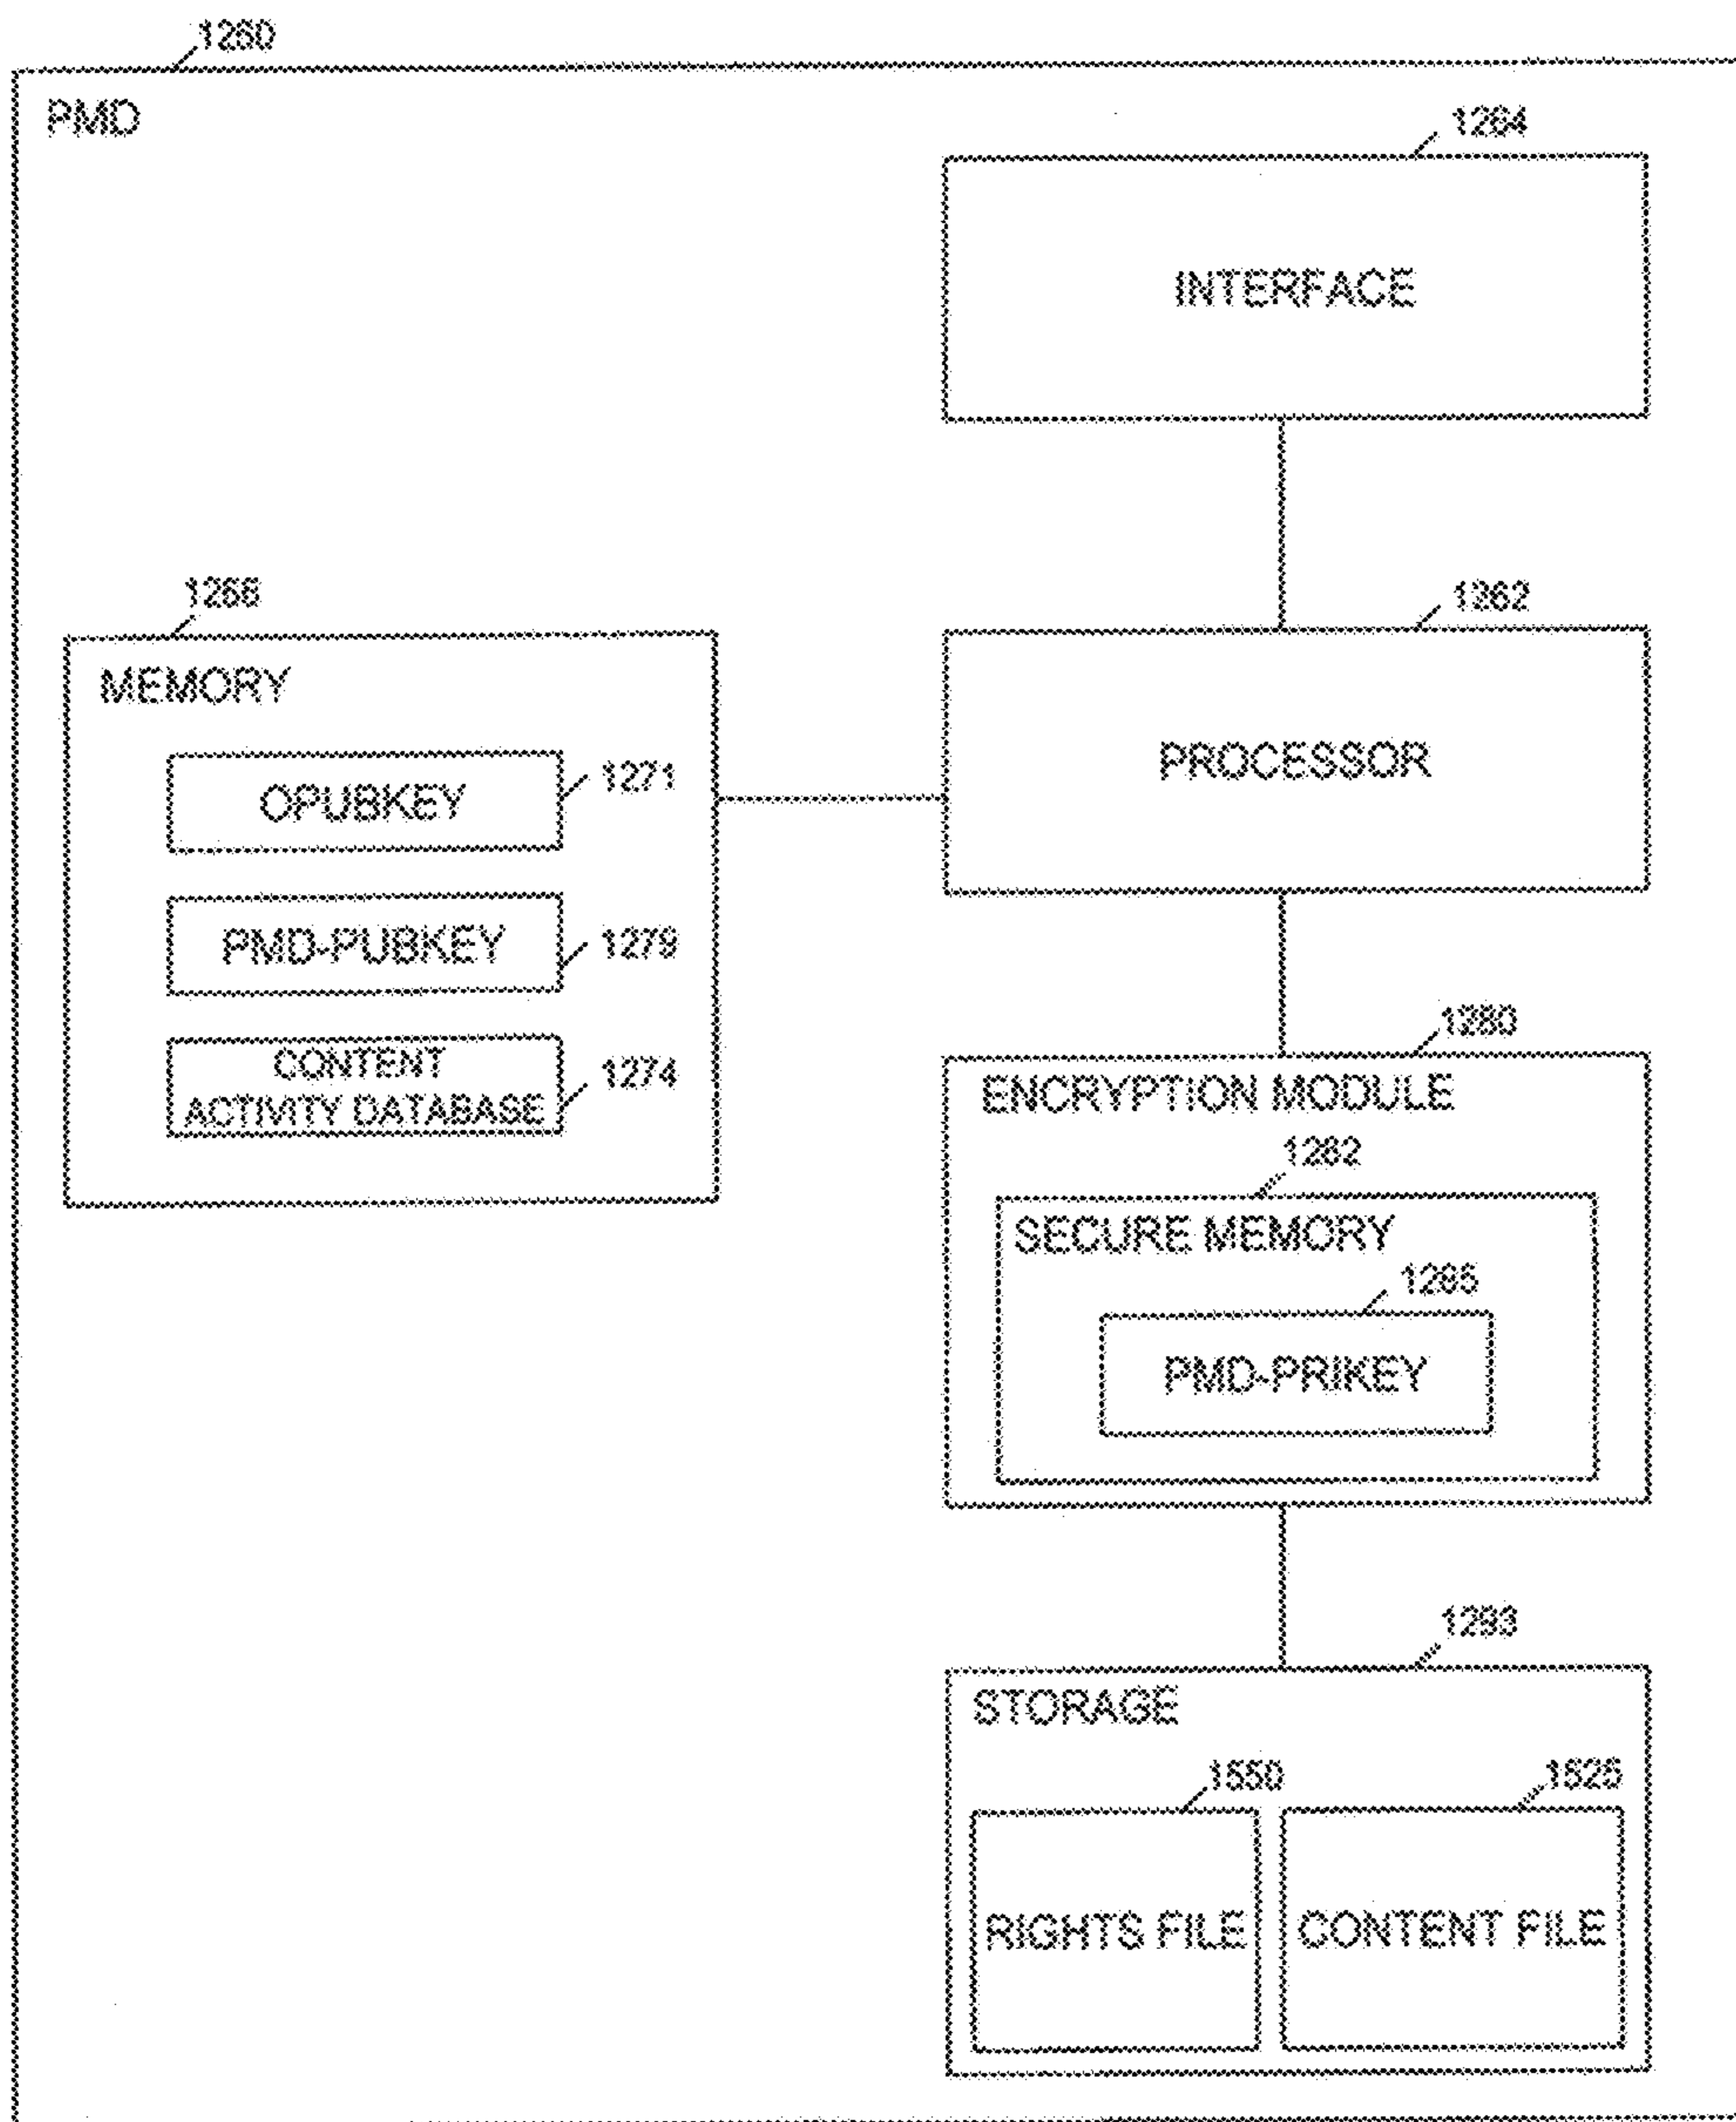 1260
PMD
1264
INTERFACE
1266
MEMORY
OPUBKEY
1271
PMD-PUBKEY
1279
CONTENT
ACTIVITY DATABASE
1274
1262
PROCESSOR
1280
ENCRYPTION MODULE
1282
SECURE MEMORY
1285
PMD-PRIKEY
1293
STORAGE
1550
RIGHTS FILE
1525
CONTENT FILE